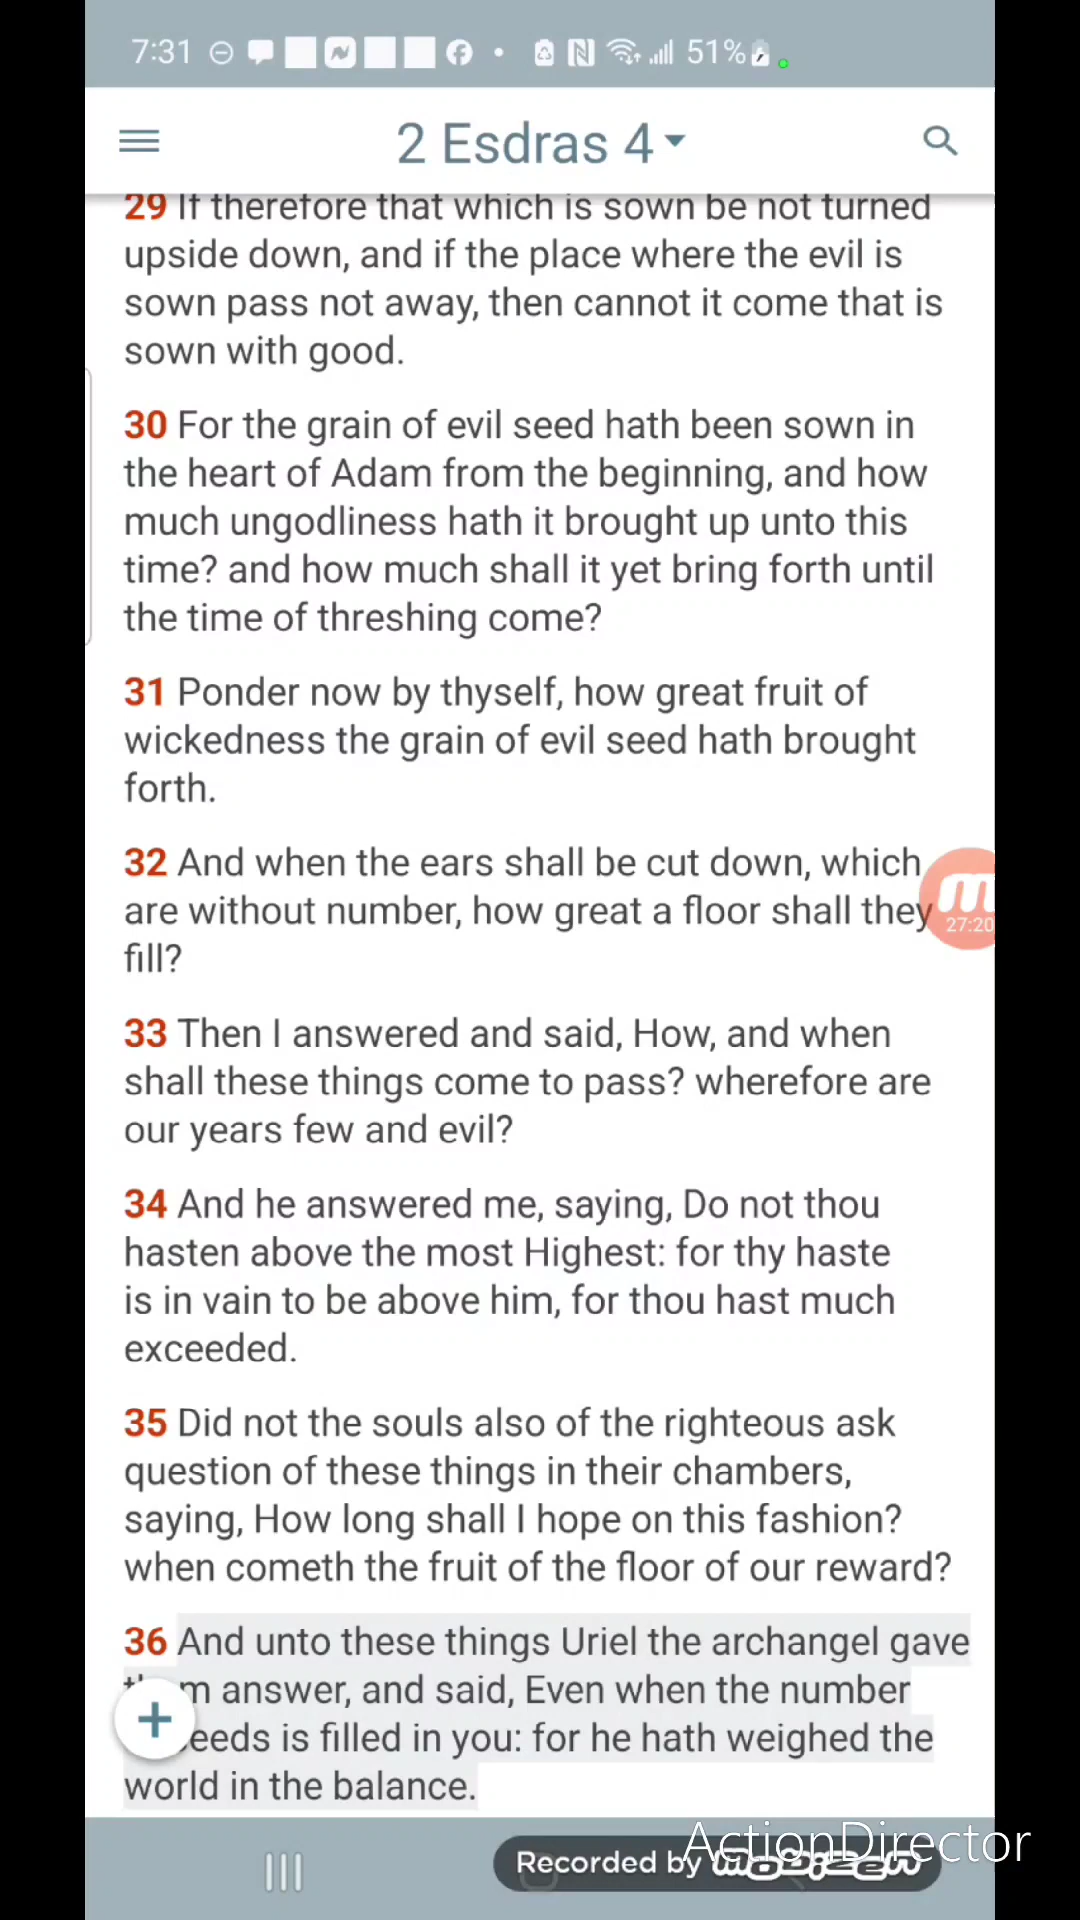 7:31 51%
2 Esdras 4
29 If therefore that which is sown be not turned
upside down, and if the place where the evil is
sown pass not away, then cannot it come that is
sown with good.
30 For the grain of evil seed hath been sown in
the heart of Adam from the beginning, and how
much ungodliness hath it brought up unto this
time? and how much shall it yet bring forth until
the time of threshing come?
31 Ponder now by thyself, how great fruit of
wickedness the grain of evil seed hath brought
forth.
32 And when the ears shall be cut down, which
are without number, how great a floor shall they
fill?
27:20
33 Then I answered and said, How, and when
shall these things come to pass? wherefore are
our years few and evil?
34 And he answered me, saying, Do not thou
hasten above the most Highest: for thy haste
is in vain to be above him, for thou hast much
exceeded.
35 Did not the souls also of the righteous ask
question of these things in their chambers,
saying, How long shall I hope on this fashion?
when cometh the fruit of the floor of our reward?
36 And unto these things Uriel the archangel gave
answer, and said, Even when the number
is filled in you: for he hath weighed the
world in the balance.
ActionDirector
Recorded by mobizen